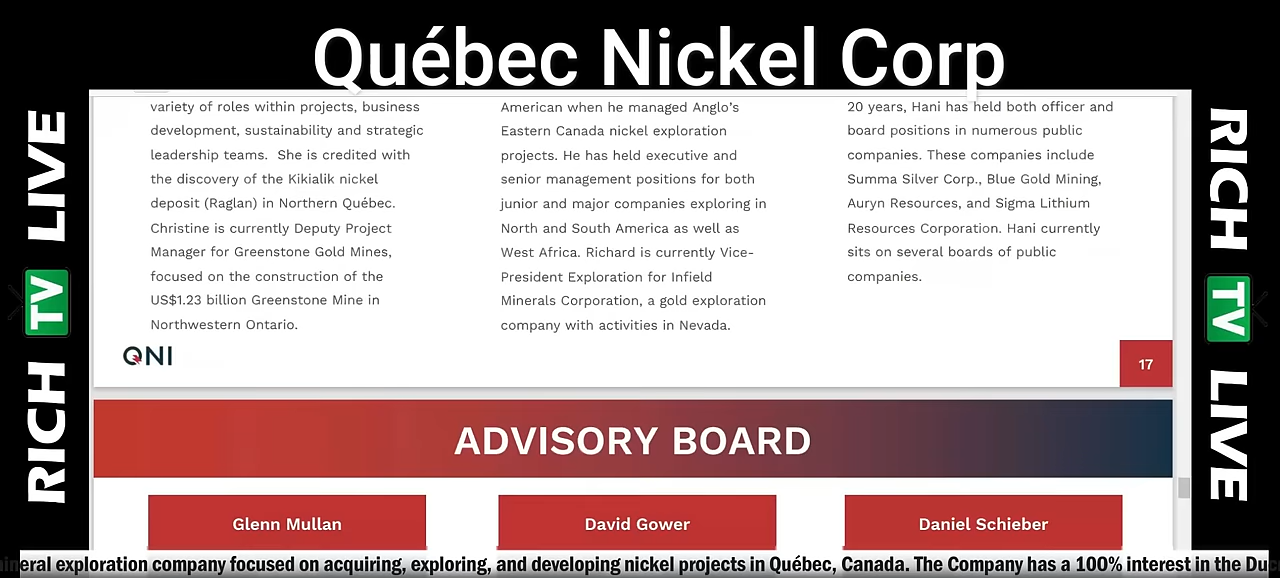 Québec Nickel Corp
RICH TV LIVE
variety of roles within projects, business
development, sustainability and strategic
leadership teams. She is credited with
the discovery of the Kikialik nickel
deposit (Raglan) in Northern Québec.
Christine is currently Deputy Project
Manager for Greenstone Gold Mines,
focused on the construction of the
US$1.23 billion Greenstone Mine in
Northwestern Ontario.
American when he managed Anglo's
Eastern Canada nickel exploration
projects. He has held executive and
senior management positions for both
junior and major companies exploring in
North and South America as well as
West Africa. Richard is currently Vice-
President Exploration for Infield
Minerals Corporation, a gold exploration
company with activities in Nevada.
20 years, Hani has held both officer and
board positions in numerous public
companies. These companies include
Summa Silver Corp., Blue Gold Mining,
Auryn Resources, and Sigma Lithium
Resources Corporation. Hani currently
sits on several boards of public
companies.
QNI
17
ADVISORY BOARD
Glenn Mullan
David Gower
Daniel Schieber
RICH TV LIVE
ineral exploration company focused on acquiring, exploring, and developing nickel projects in Québec, Canada. The Company has a 100% interest in the Du